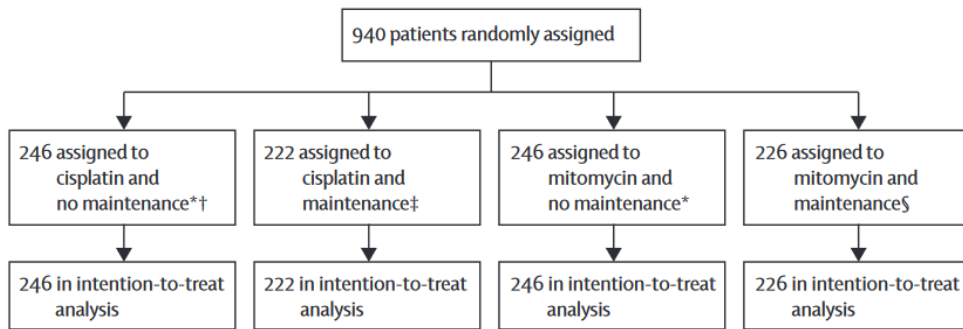 940 patients randomly assigned
246 assigned to
cisplatin and
no maintenance*†
222 assigned to
cisplatin and
maintenance‡
246 assigned to
mitomycin and
no maintenance*
226 assigned to
mitomycin and
maintenance§
246 in intention-to-treat
analysis
222 in intention-to-treat
analysis
246 in intention-to-treat
analysis
226 in intention-to-treat
analysis